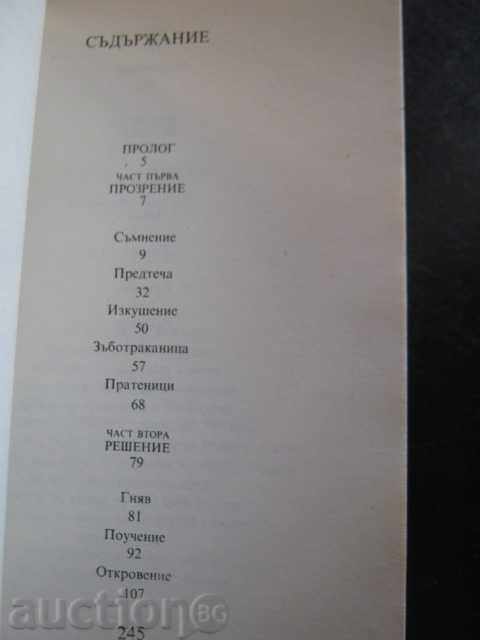 СЪДЪРЖАНИЕ
ПРОЛОГ
5
ЧАСТ ПЪРВА
ПРОЗРЕНИЕ
7
Съмнение
9
Предтеча
32
Изкушение
50
Зъботраканица
57
Пратеници
68
ЧАСТ ВТОРА
РЕШЕНИЕ
79
Гняв
81
Поучение
92
Откровение
107
245
auction BG